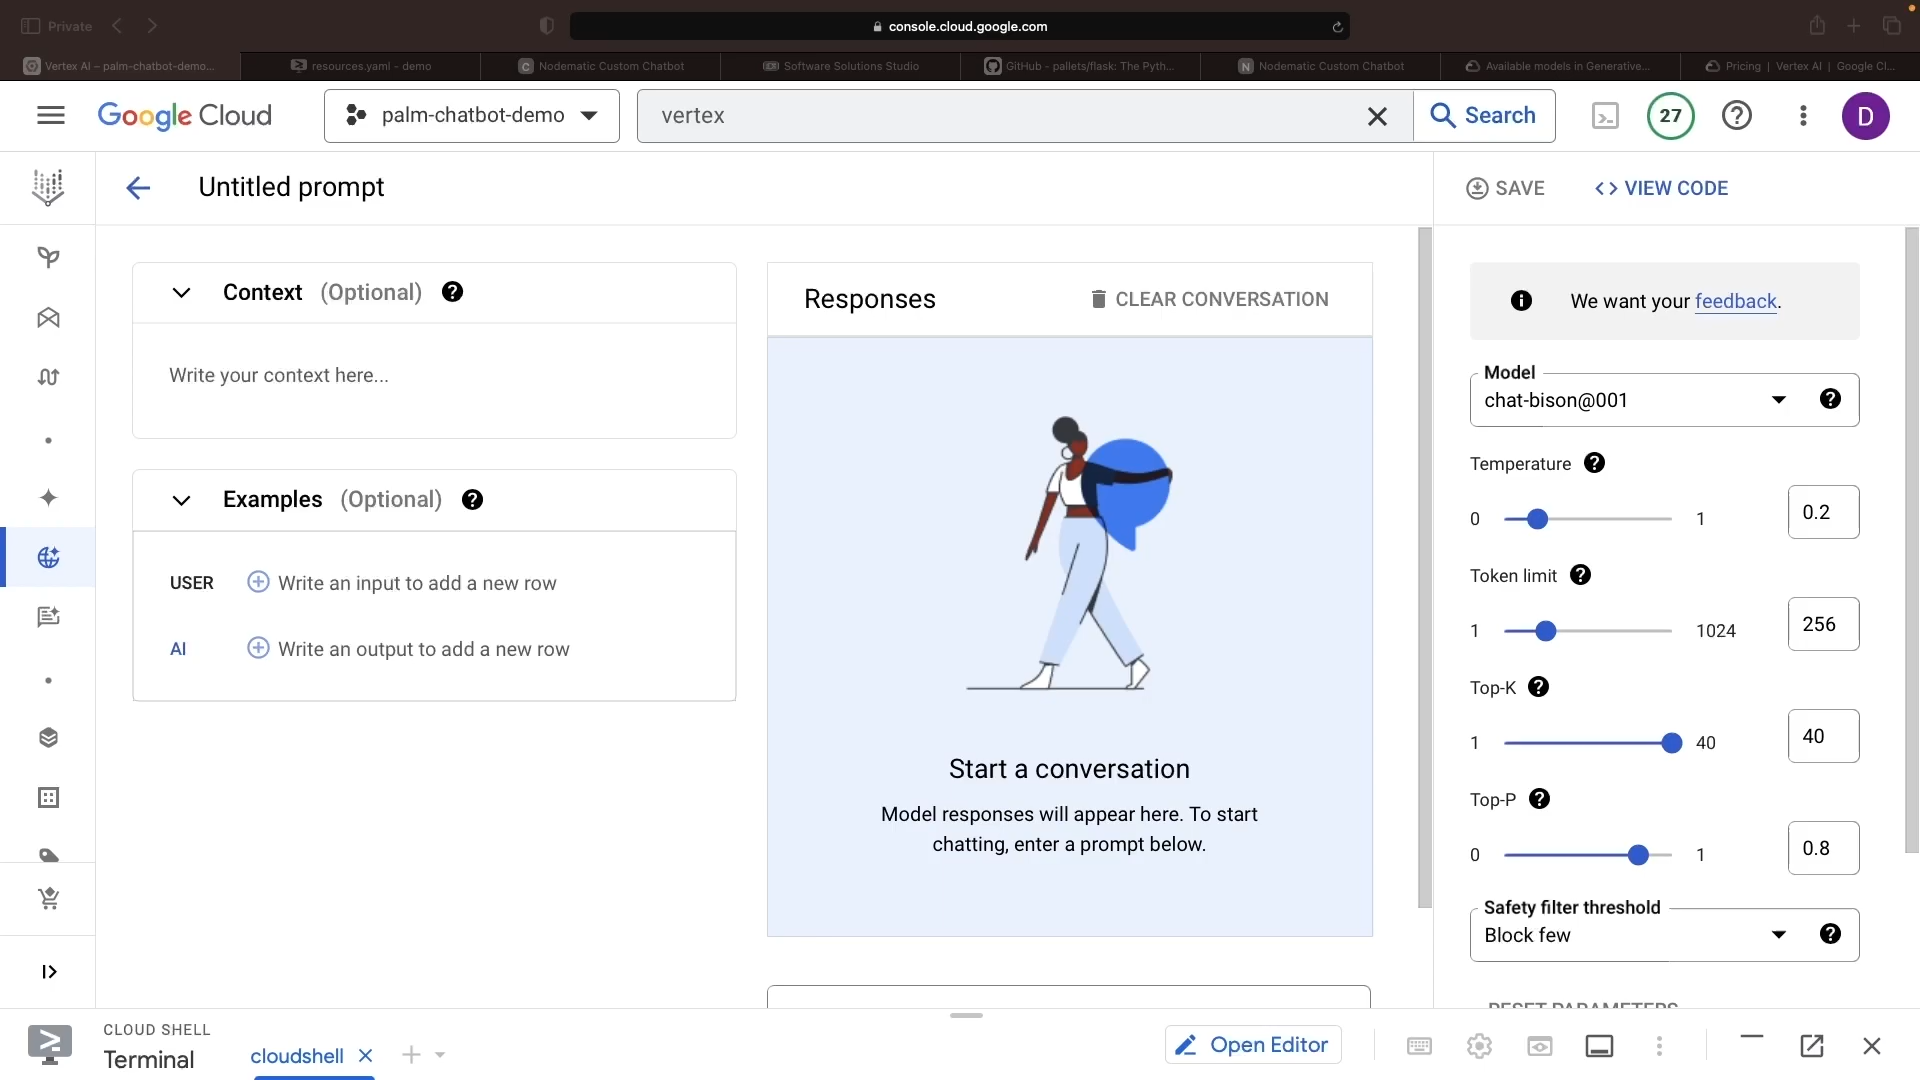 Private
console.cloud.google.com
Vertex AI – palm-chatbot-demo...
resources.yaml - demo
C Nodematic Custom Chatbot
Software Solutions Studio
GitHub - pallets/flask: The Pyth...
N Nodematic Custom Chatbot
Available models in Generative...
Pricing | Vertex AI | Google Cl...
Google Cloud
palm-chatbot-demo
vertex
Search
27
D
Untitled prompt
SAVE
VIEW CODE
Context (Optional)
Write your context here...
Examples (Optional)
USER Write an input to add a new row
AI Write an output to add a new row
Responses
CLEAR CONVERSATION
Start a conversation
Model responses will appear here. To start
chatting, enter a prompt below.
We want your feedback.
Model
chat-bison@001
Temperature
0 1 0.2
Token limit
1 1024 256
Top-K
1 40 40
Top-P
0 1 0.8
Safety filter threshold
Block few
RESET PARAMETERS
CLOUD SHELL
Terminal
cloudshell
Open Editor